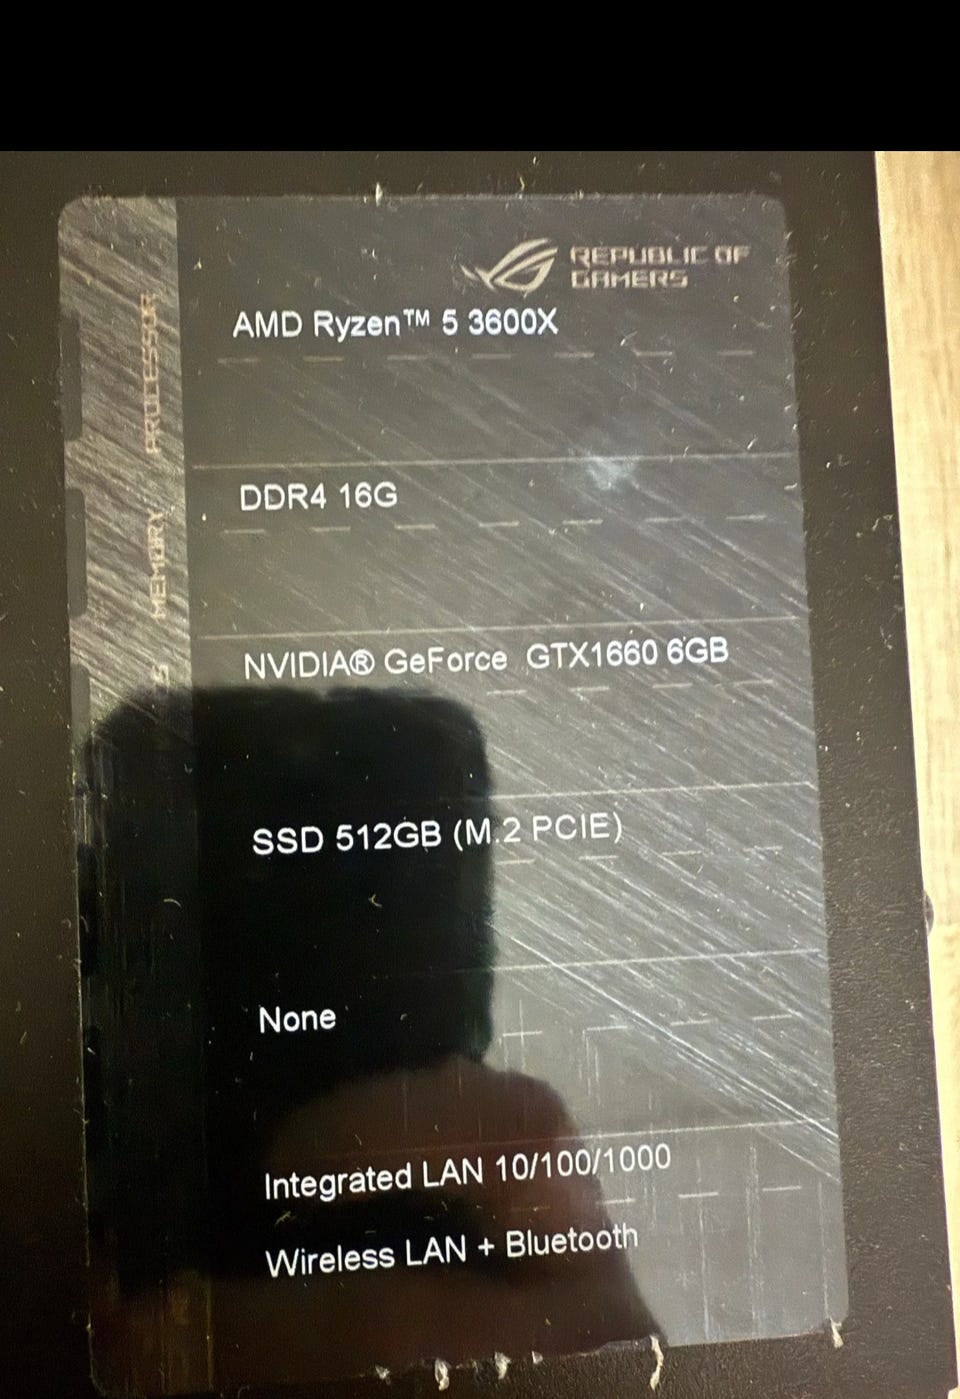 REPUBLIC OF
GAMERS
PROCESSOR
AMD Ryzen™ 5 3600X
MEMORY
DDR4 16G
NVIDIA® GeForce GTX1660 6GB
SSD 512GB (M.2 PCIE)
None
Integrated LAN 10/100/1000
Wireless LAN + Bluetooth